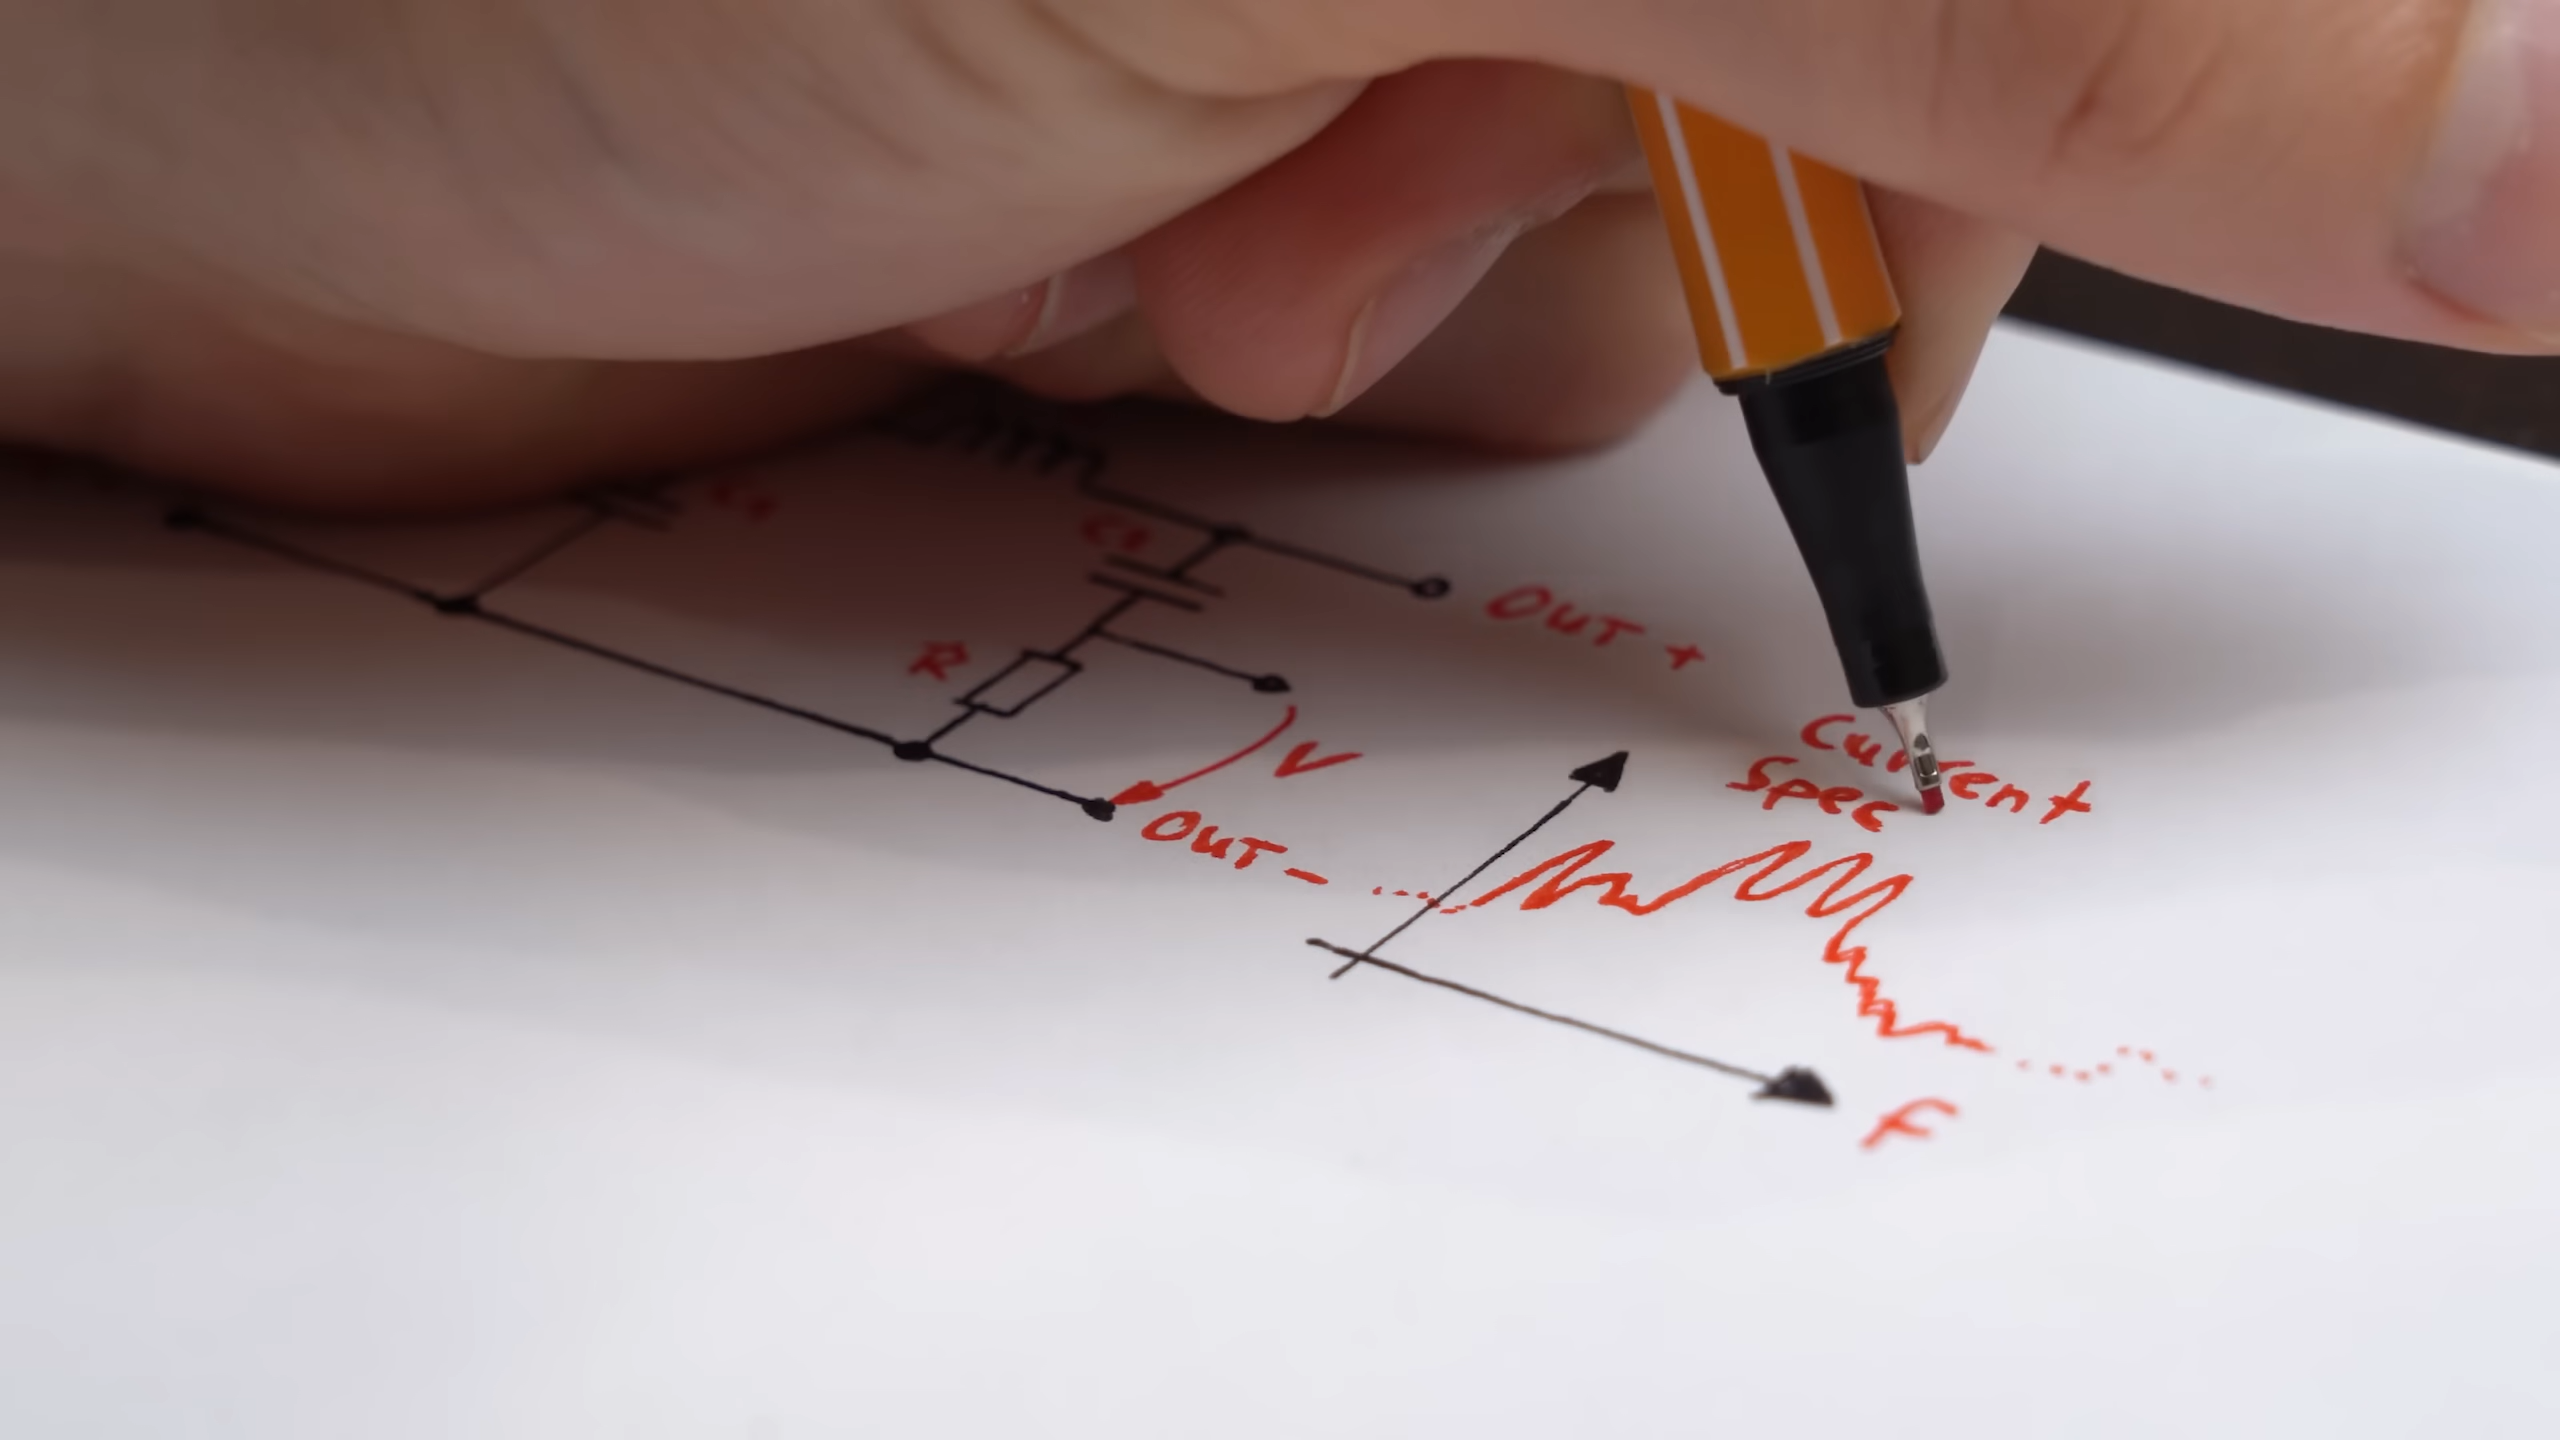 C1
R
OUT +
V
OUT -
Current
Spec
f